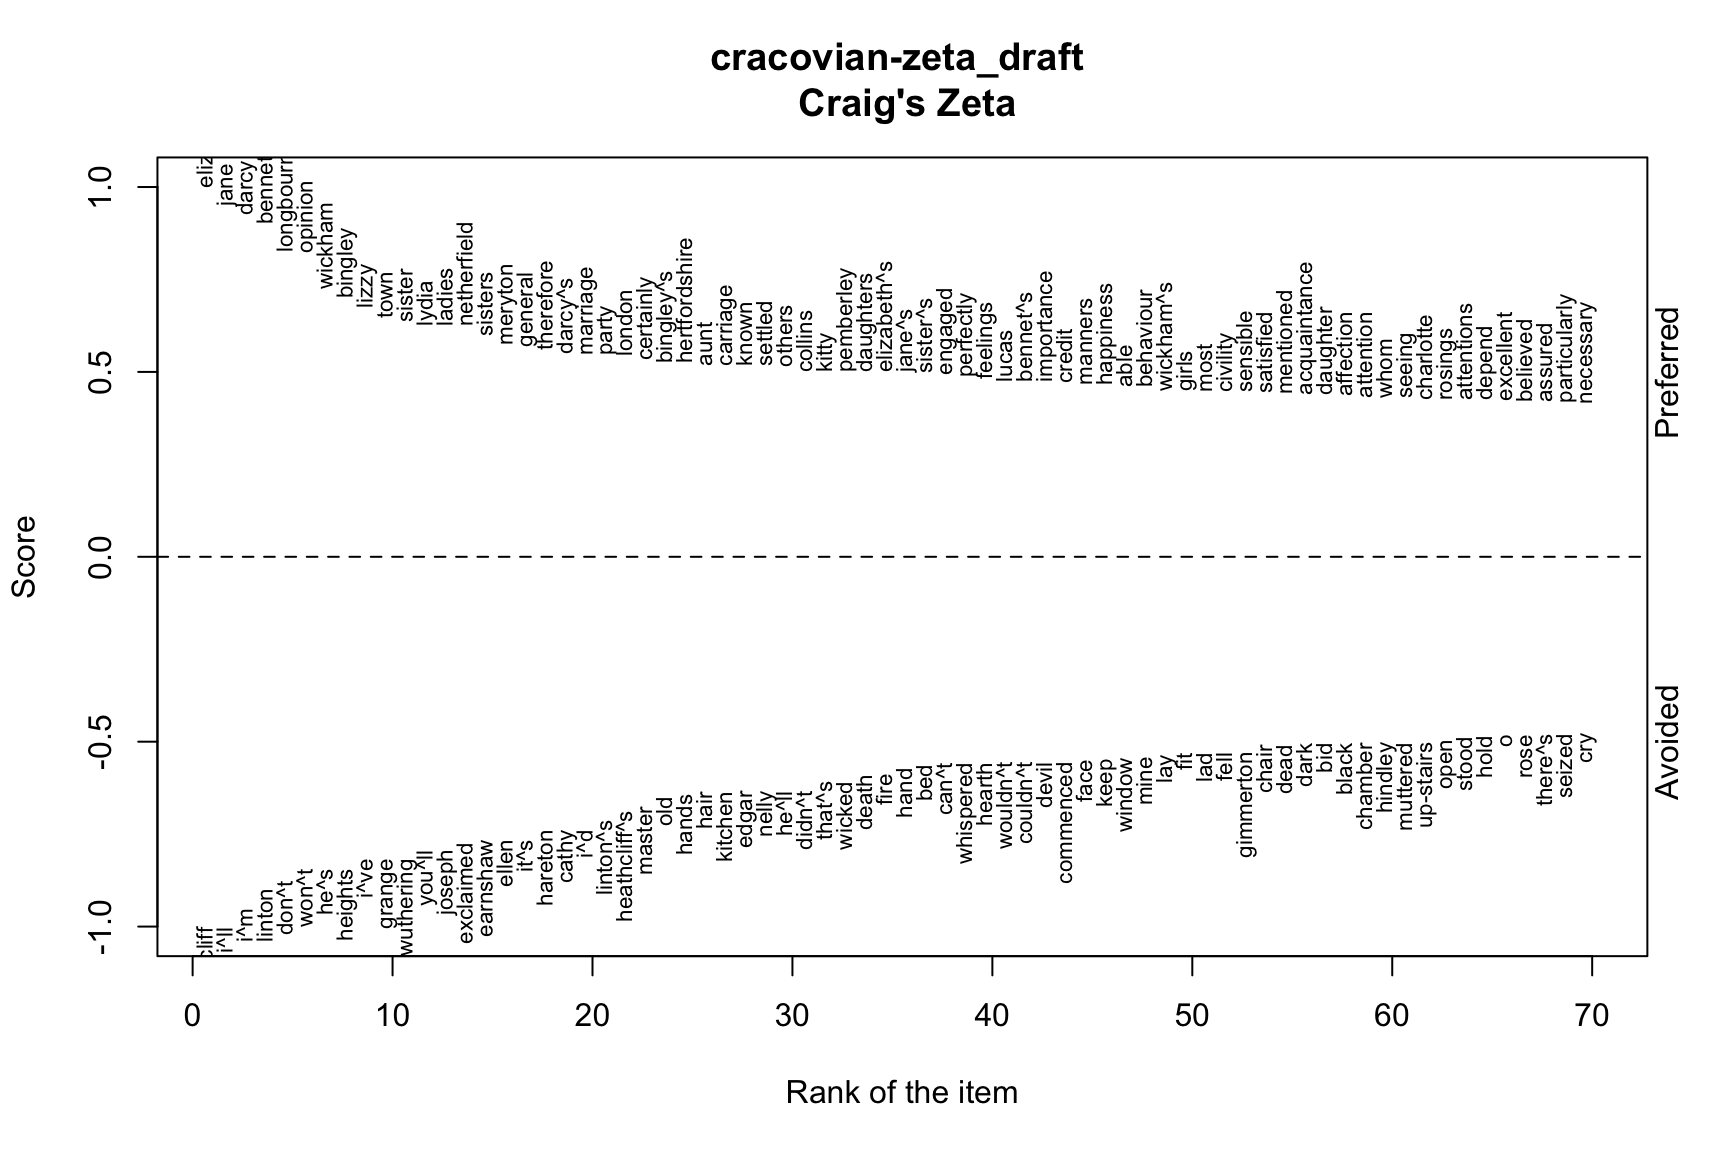 cracovian-zeta_draft
Craig's Zeta
Score
1.0
0.5
0.0
-0.5
-1.0
eliz
jane
darcy
bennet
longbourn
opinion
wickham
bingley
lizzy
town
sister
lydia
ladies
netherfield
sisters
meryton
general
therefore
darcy^s
marriage
party
london
certainly
bingley^s
hertfordshire
aunt
carriage
known
settled
others
collins
kitty
pemberley
daughters
elizabeth^s
jane^s
sister^s
engaged
perfectly
feelings
lucas
bennet^s
importance
credit
manners
happiness
able
behaviour
wickham^s
girls
most
civility
sensible
satisfied
mentioned
acquaintance
daughter
affection
attention
whom
seeing
charlotte
rosings
attentions
depend
excellent
believed
assured
particularly
necessary
Preferred
cliff
i^ll
i^m
linton
don^t
won^t
he^s
heights
i^ve
grange
wuthering
you^ll
joseph
exclaimed
earnshaw
ellen
it^s
hareton
cathy
i^d
linton^s
heathcliff^s
master
old
hands
hair
kitchen
edgar
nelly
he^ll
didn^t
that^s
wicked
death
fire
hand
bed
can^t
whispered
hearth
wouldn^t
couldn^t
devil
commenced
face
keep
window
mine
lay
fit
lad
fell
gimmerton
chair
dead
dark
bid
black
chamber
hindley
muttered
up-stairs
open
stood
hold
o
rose
there^s
seized
cry
Avoided
0 10 20 30 40 50 60 70
Rank of the item